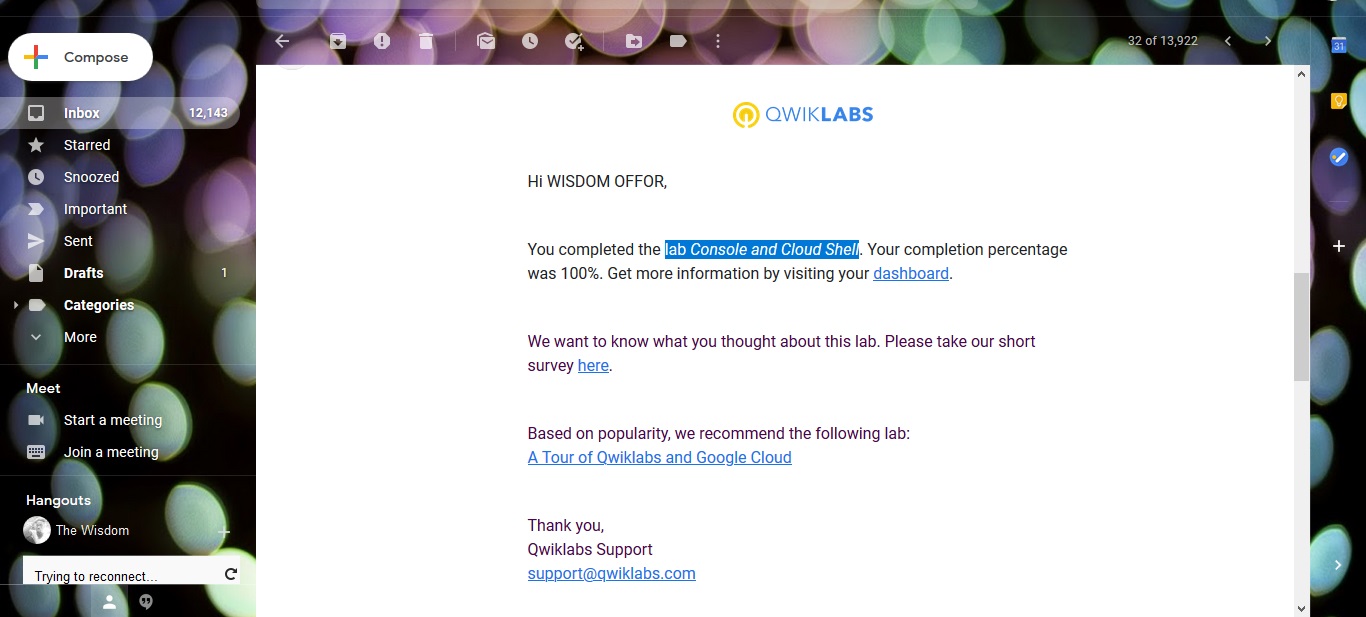 Compose
32 of 13,922
31
Inbox 12,143
Starred
Snoozed
Important
Sent
Drafts 1
Categories
More
Meet
Start a meeting
Join a meeting
Hangouts
The Wisdom
Trying to reconnect...
QWIKLABS
Hi WISDOM OFFOR,
You completed the lab Console and Cloud Shell. Your completion percentage
was 100%. Get more information by visiting your dashboard.
We want to know what you thought about this lab. Please take our short
survey here.
Based on popularity, we recommend the following lab:
A Tour of Qwiklabs and Google Cloud
Thank you,
Qwiklabs Support
support@qwiklabs.com